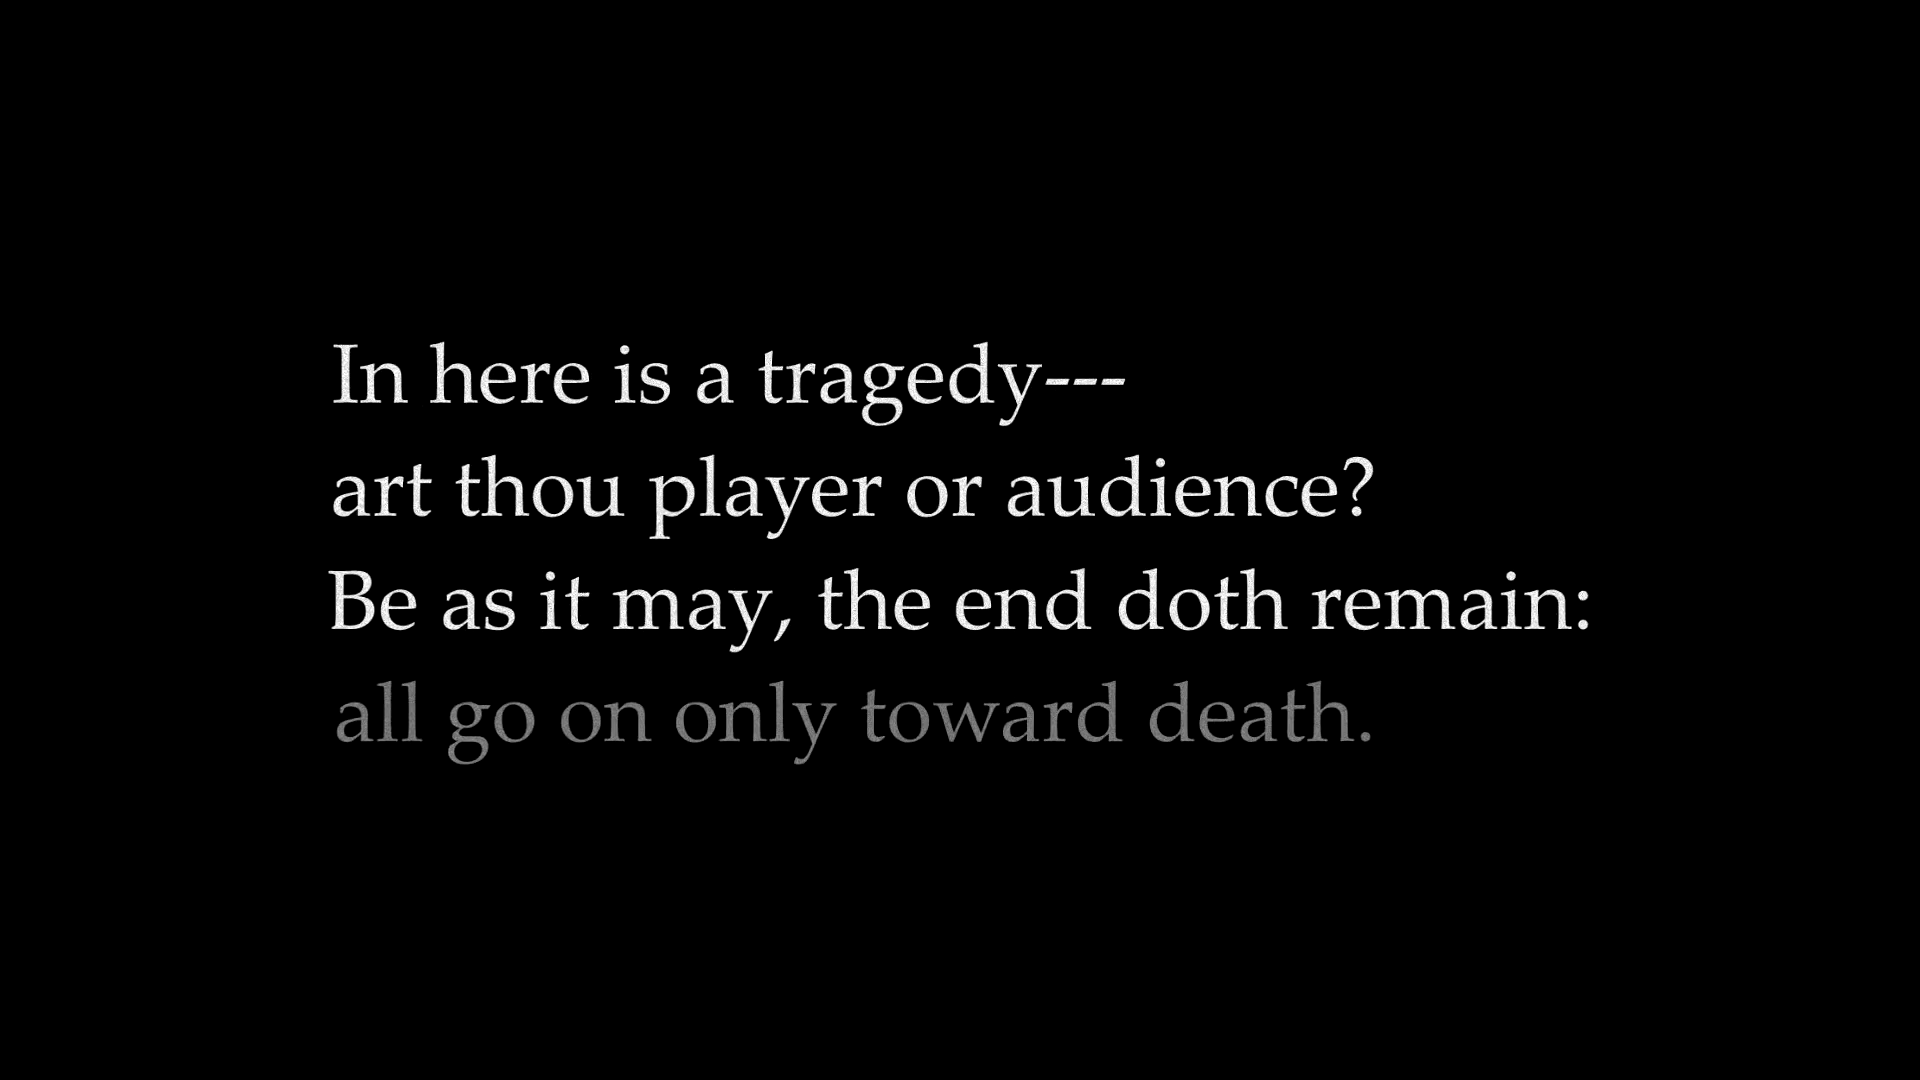 In here is a tragedy---
art thou player or audience?
Be as it may, the end doth remain:
all go on only toward death.